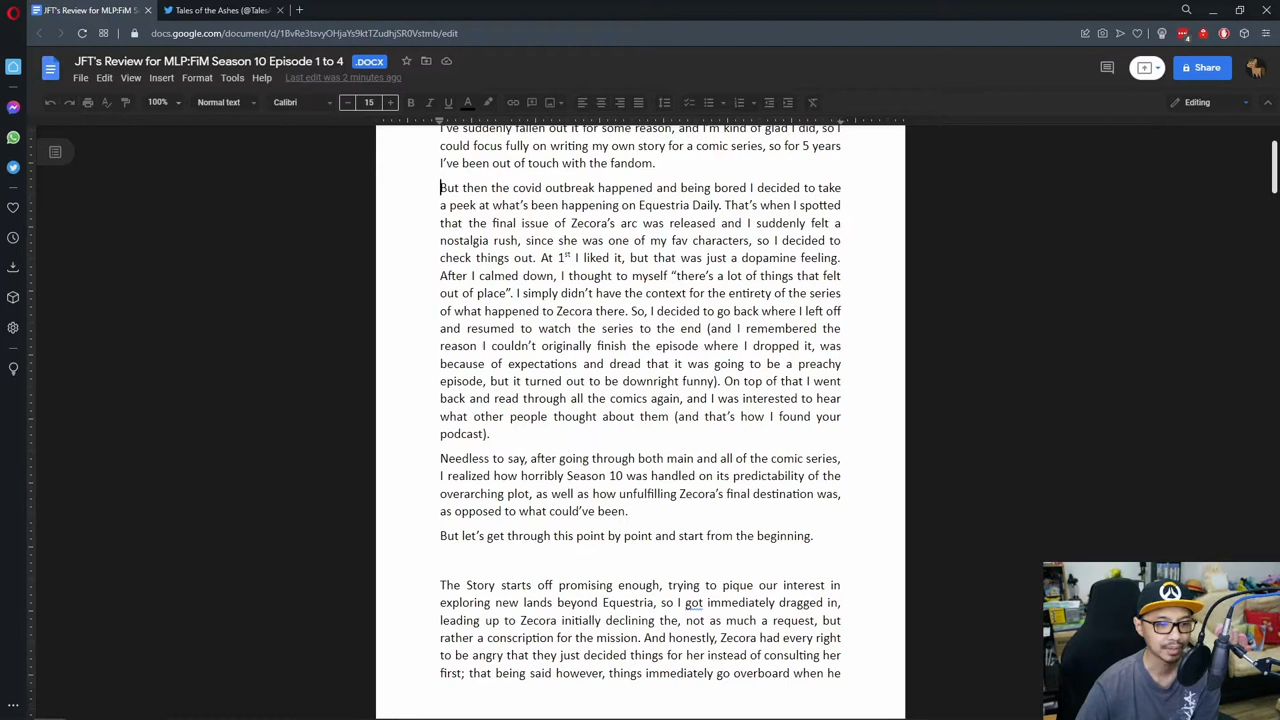 JFT's Review for MLP:FiM S
Tales of the Ashes (@Tales
docs.google.com/document/d/1BvRe3tsvyOHjaYs9ktTZudhjSR0Vstmb/edit
JFT's Review for MLP:FiM Season 10 Episode 1 to 4 .DOCX
File Edit View Insert Format Tools Help Last edit was 2 minutes ago
Share
100% Normal text Calibri 15 Editing
I've suddenly fallen out it for some reason, and I'm kind of glad I did, so I
could focus fully on writing my own story for a comic series, so for 5 years
I've been out of touch with the fandom.
But then the covid outbreak happened and being bored I decided to take
a peek at what's been happening on Equestria Daily. That's when I spotted
that the final issue of Zecora's arc was released and I suddenly felt a
nostalgia rush, since she was one of my fav characters, so I decided to
check things out. At 1st I liked it, but that was just a dopamine feeling.
After I calmed down, I thought to myself “there's a lot of things that felt
out of place”. I simply didn't have the context for the entirety of the series
of what happened to Zecora there. So, I decided to go back where I left off
and resumed to watch the series to the end (and I remembered the
reason I couldn't originally finish the episode where I dropped it, was
because of expectations and dread that it was going to be a preachy
episode, but it turned out to be downright funny). On top of that I went
back and read through all the comics again, and I was interested to hear
what other people thought about them (and that's how I found your
podcast).
Needless to say, after going through both main and all of the comic series,
I realized how horribly Season 10 was handled on its predictability of the
overarching plot, as well as how unfulfilling Zecora's final destination was,
as opposed to what could've been.
But let's get through this point by point and start from the beginning.
The Story starts off promising enough, trying to pique our interest in
exploring new lands beyond Equestria, so I got immediately dragged in,
leading up to Zecora initially declining the, not as much a request, but
rather a conscription for the mission. And honestly, Zecora had every right
to be angry that they just decided things for her instead of consulting her
first; that being said however, things immediately go overboard when he